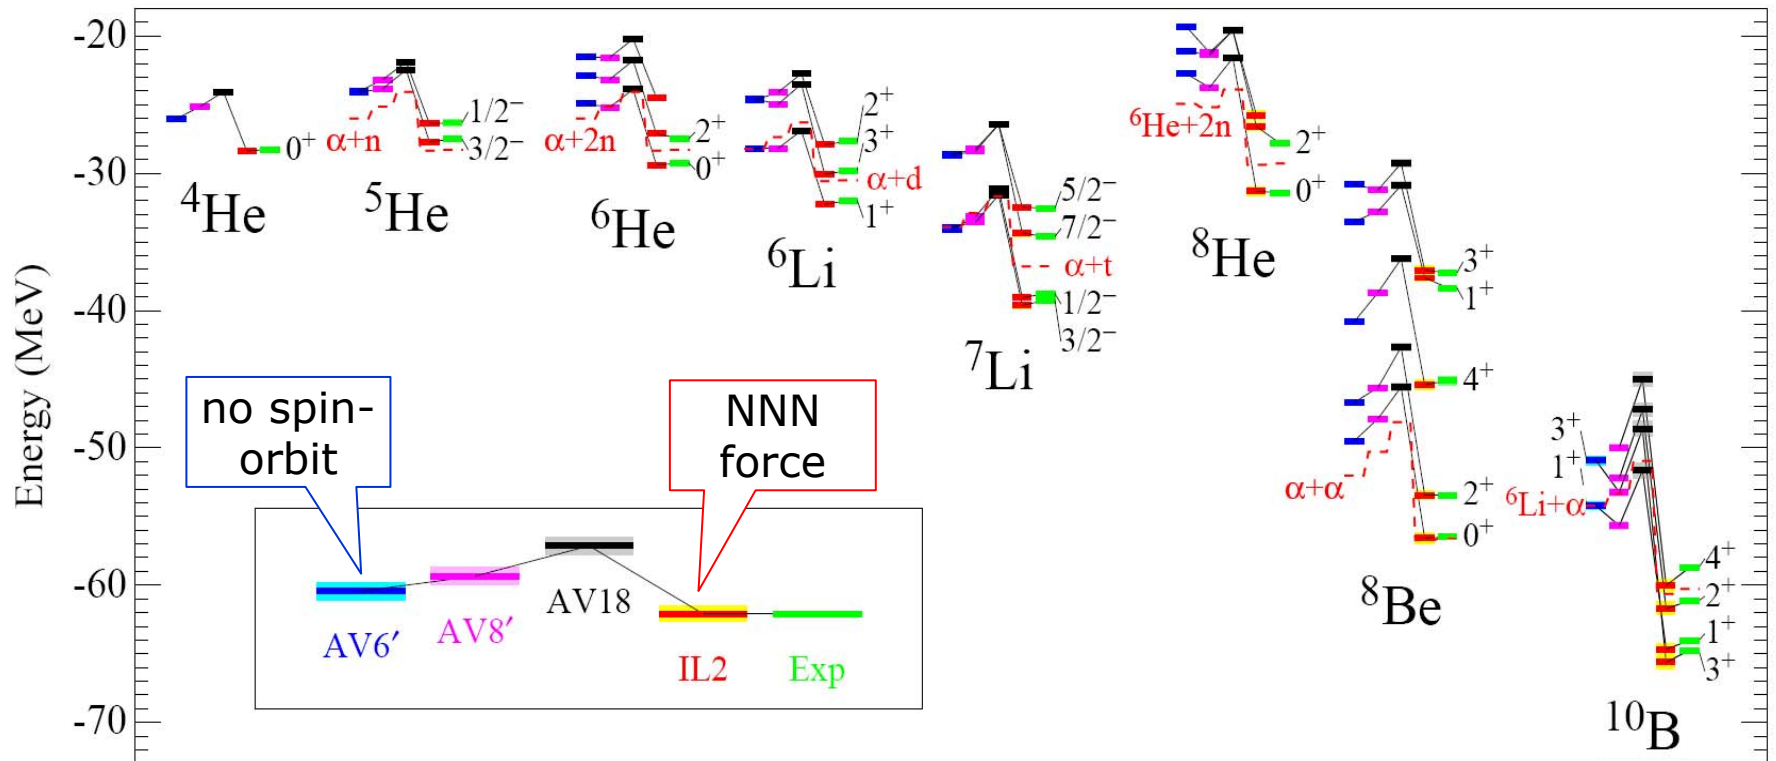 Energy (MeV)
-20
-30
-40
-50
-60
-70
0⁺
⁴He
α+n
1/2⁻
3/2⁻
⁵He
α+2n
2⁺
0⁺
⁶He
2⁺
3⁺
α+d
1⁺
⁶Li
5/2⁻
7/2⁻
α+t
1/2⁻
3/2⁻
⁷Li
⁶He+2n
2⁺
0⁺
⁸He
3⁺
1⁺
4⁺
α+α
2⁺
0⁺
⁸Be
3⁺
1⁺
⁶Li+α
4⁺
2⁺
1⁺
3⁺
¹⁰B
no spin-
orbit
NNN
force
AV6′
AV8′
AV18
IL2
Exp